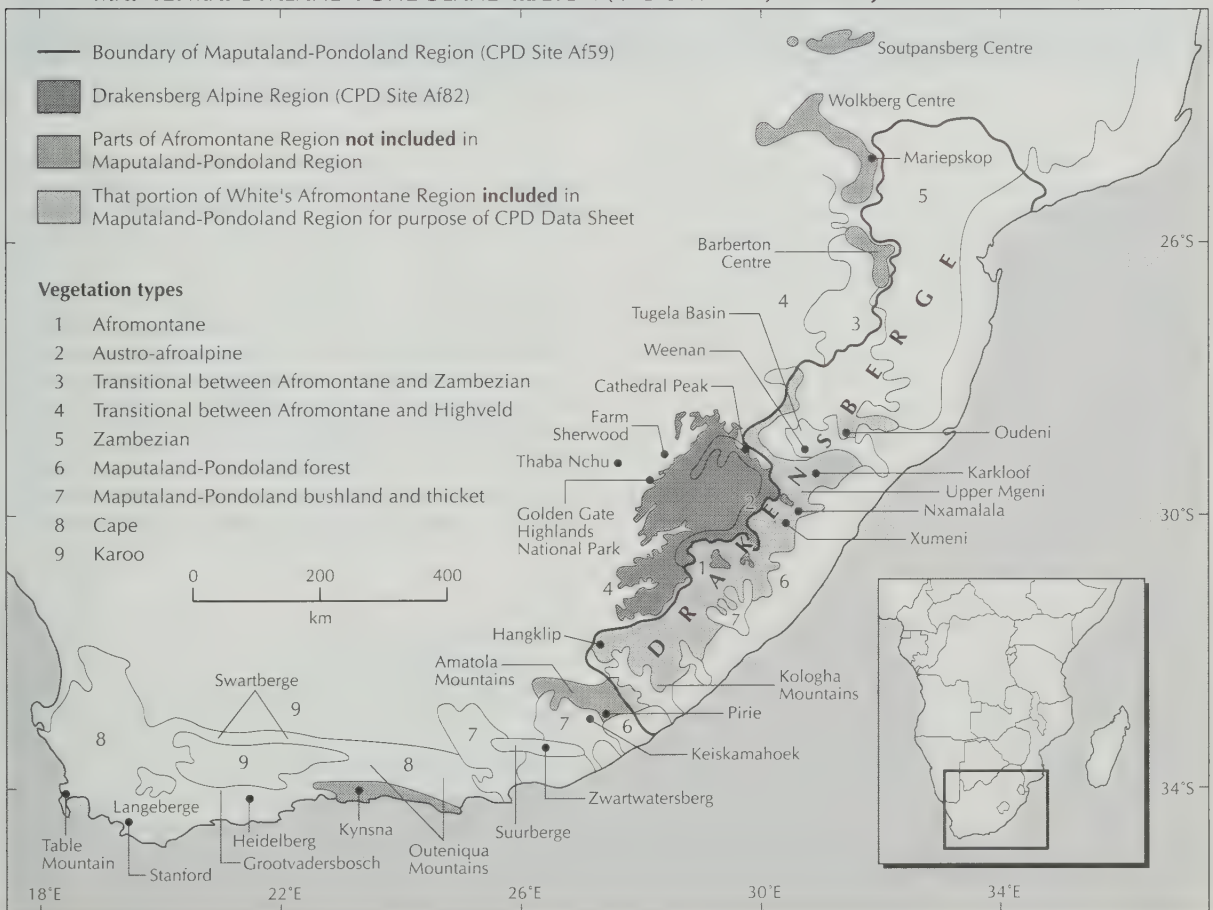 Boundary of Maputaland-Pondoland Region (CPD Site Af59)
Drakensberg Alpine Region (CPD Site Af82)
Parts of Afromontane Region not included in
Maputaland-Pondoland Region
That portion of White's Afromontane Region included in
Maputaland-Pondoland Region for purpose of CPD Data Sheet
Vegetation types
1 Afromontane
2 Austro-afroalpine
3 Transitional between Afromontane and Zambezian
4 Transitional between Afromontane and Highveld
5 Zambezian
6 Maputaland-Pondoland forest
7 Maputaland-Pondoland bushland and thicket
8 Cape
9 Karoo
0 200 400
km
Soutpansberg Centre
Wolkberg Centre
Mariepskop
5
26°S
Barberton
Centre
4
3
Tugela Basin
Weenan
Cathedral Peak
Farm
Sherwood
Thaba Nchu
Oudeni
Karkloof
Upper Mgeni
Nxamalala
Xumeni
30°S
Golden Gate
Highlands
National Park
2
1
4
6
7
DRAKENSBERGE
Hangklip
Amatola
Mountains
Kologha
Mountains
Pirie
Keiskamahoek
7
6
Swartberge
9
8
9
8
7
Zwartwatersberg
Suurberge
34°S
Langeberge
Table
Mountain
Stanford
Heidelberg
Grootvadersbosch
Kynsna
Outeniqua
Mountains
18°E
22°E
26°E
30°E
34°E